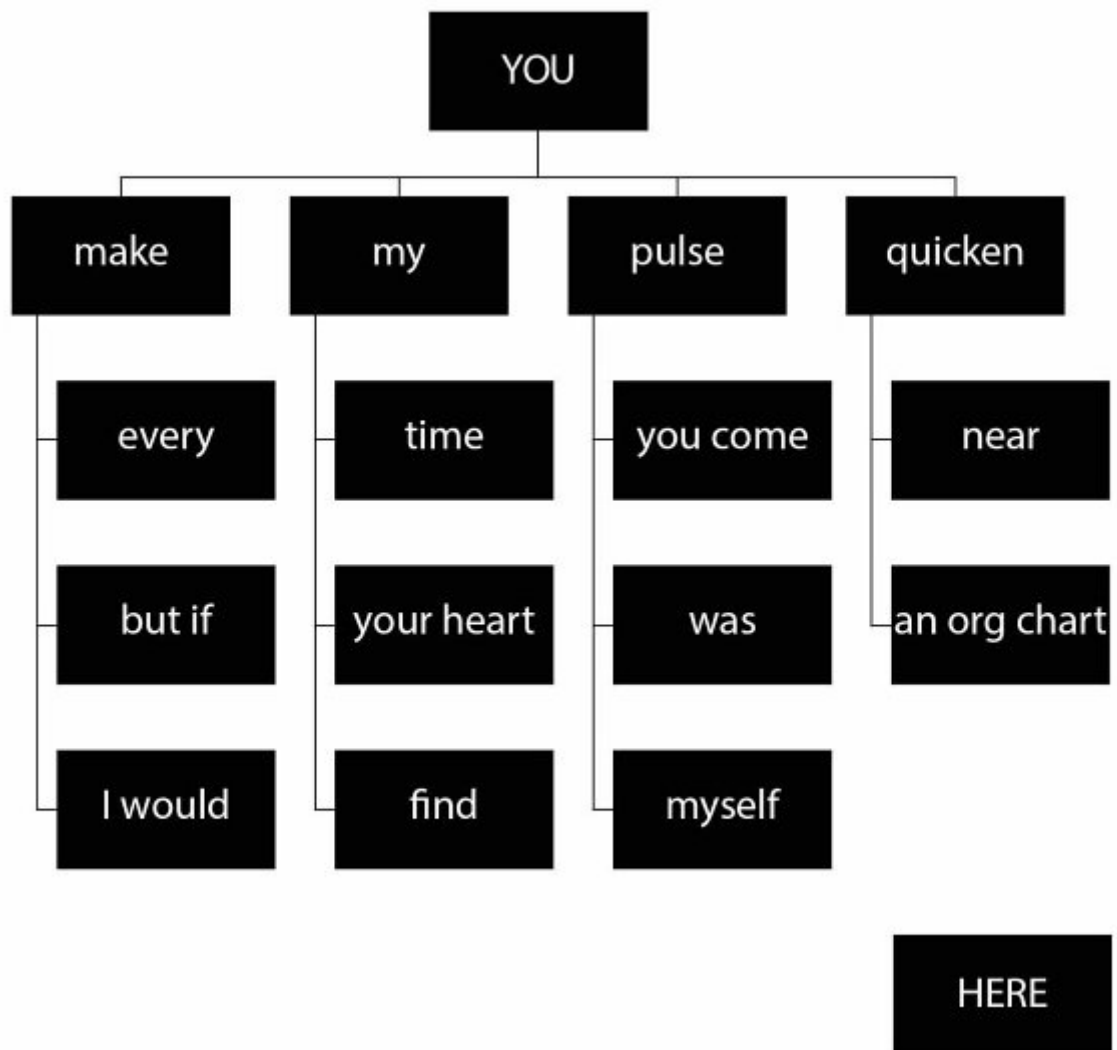 YOU
make my pulse quicken
every time you come near
but if your heart was an org chart
I would find myself
HERE